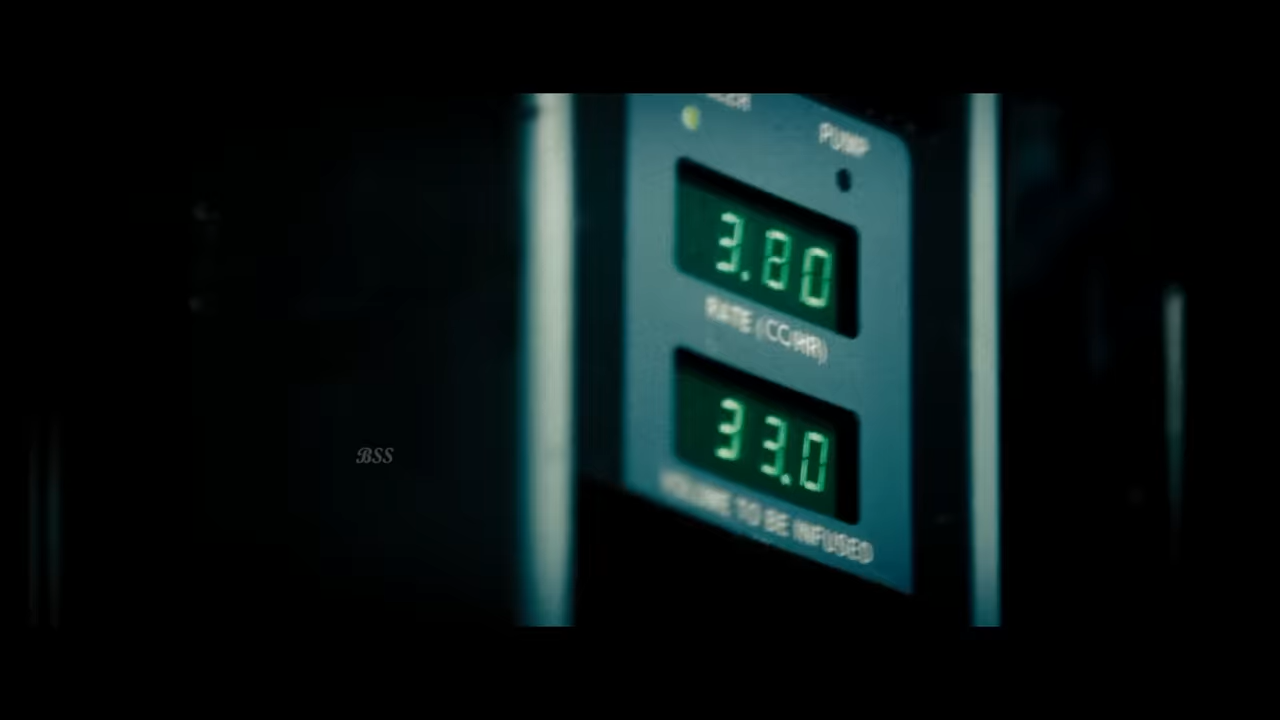 PUMP
3.80
RATE (CC/HR)
33.0
VOLUME TO BE INFUSED
BSS